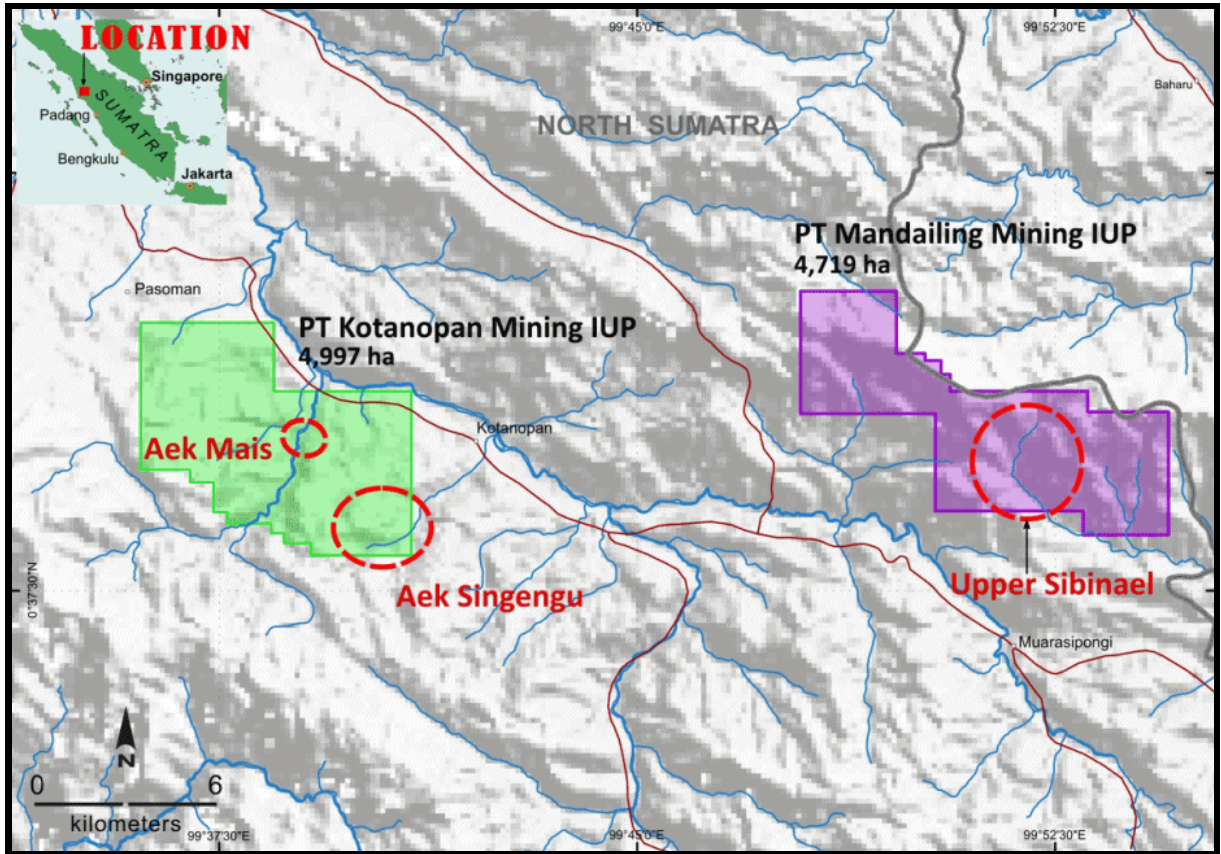 LOCATION
Singapore
SUMATRA
Padang
Bengkulu
Jakarta
99°45'0"E
99°52'30"E
Baharu
NORTH SUMATRA
PT Mandailing Mining IUP
4,719 ha
Pasoman
PT Kotanopan Mining IUP
4,997 ha
Kotanopan
Aek Mais
Aek Singengu
Upper Sibinael
0°37'30"N
Muarasipongi
N
0 6
kilometers
99°37'30"E
99°45'0"E
99°52'30"E